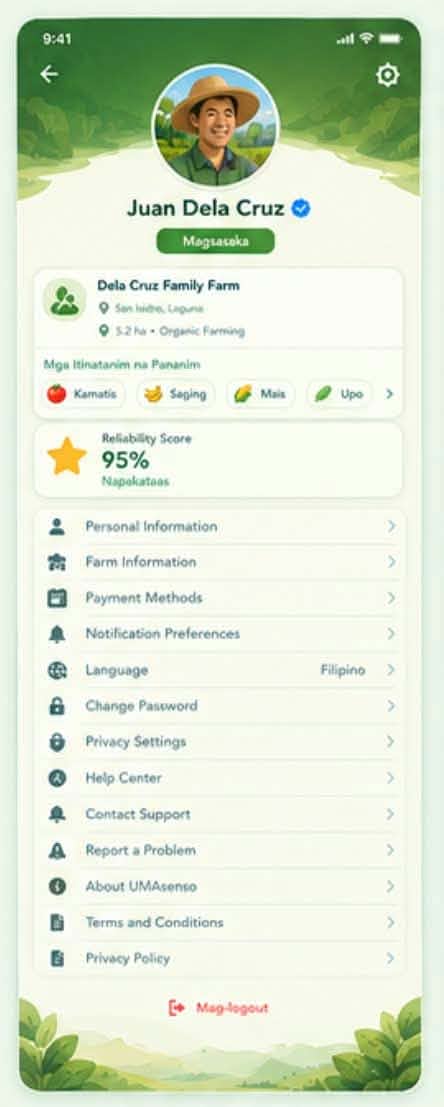 9:41
Juan Dela Cruz
Magsasaka
Dela Cruz Family Farm
San Isidro, Laguna
5.2 ha • Organic Farming
Mga Itinatanim na Pananim
Kamatis Saging Mais Upo
Reliability Score
95%
Napakataas
Personal Information
Farm Information
Payment Methods
Notification Preferences
Language Filipino
Change Password
Privacy Settings
Help Center
Contact Support
Report a Problem
About UMAsenso
Terms and Conditions
Privacy Policy
Mag-logout